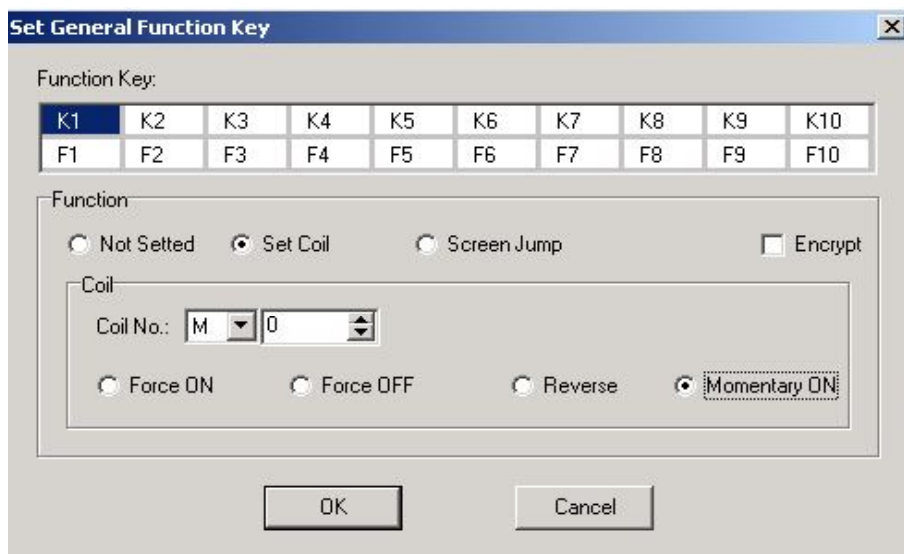 Set General Function Key
Function Key:
K1 K2 K3 K4 K5 K6 K7 K8 K9 K10
F1 F2 F3 F4 F5 F6 F7 F8 F9 F10
Function
Not Setted Set Coil Screen Jump Encrypt
Coil
Coil No.: M 0
Force ON Force OFF Reverse Momentary ON
OK Cancel